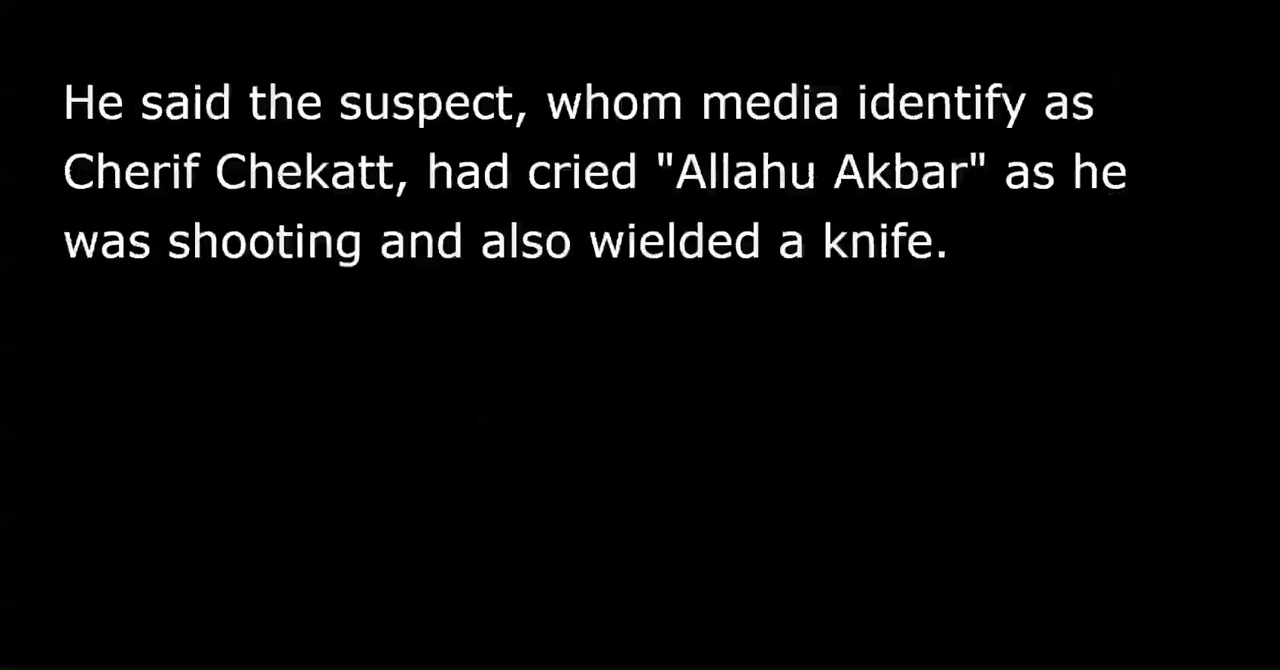 He said the suspect, whom media identify as
Cherif Chekatt, had cried "Allahu Akbar" as he
was shooting and also wielded a knife.